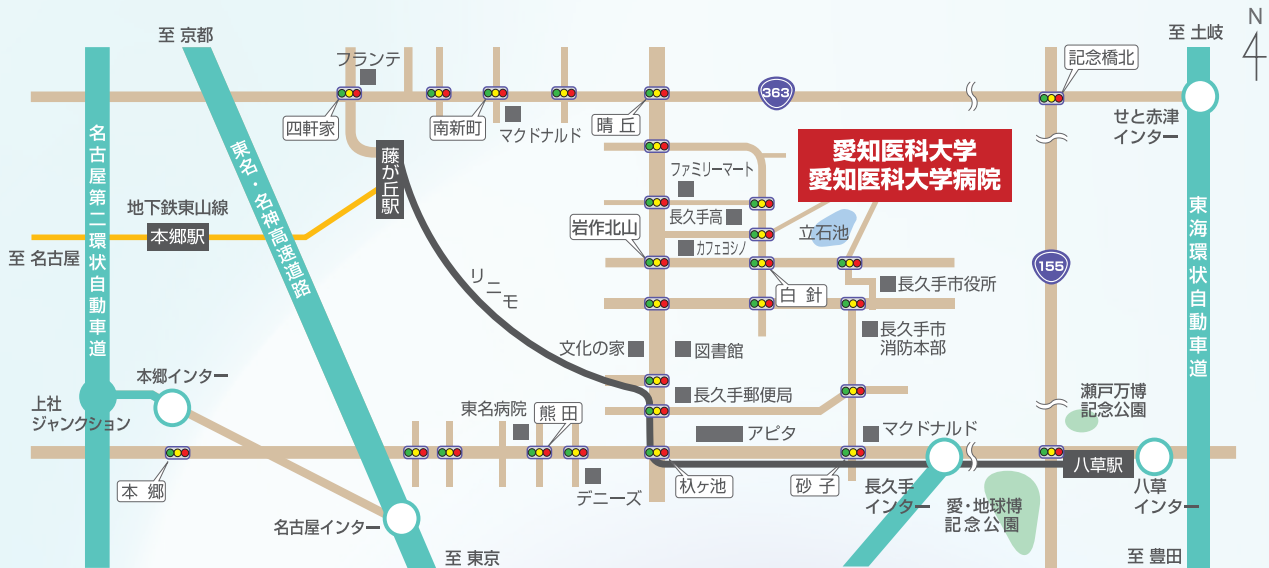 至 京都
至 土岐
N
フランテ
記念橋北
363
四軒家
南新町
マクドナルド
晴丘
せと赤津
インター
名古屋第二環状自動車道
東名・名神高速道路
藤が丘駅
愛知医科大学
愛知医科大学病院
ファミリーマート
地下鉄東山線
本郷駅
至 名古屋
長久手高
岩作北山
カフェヨシノ
立石池
東海環状自動車道
155
リニモ
白針
長久手市役所
長久手市
消防本部
文化の家
図書館
本郷インター
長久手郵便局
上社
ジャンクション
東名病院
熊田
アピタ
マクドナルド
瀬戸万博
記念公園
八草駅
本郷
デニーズ
杁ヶ池
砂子
長久手
インター
愛・地球博
記念公園
八草
インター
名古屋インター
至 東京
至 豊田